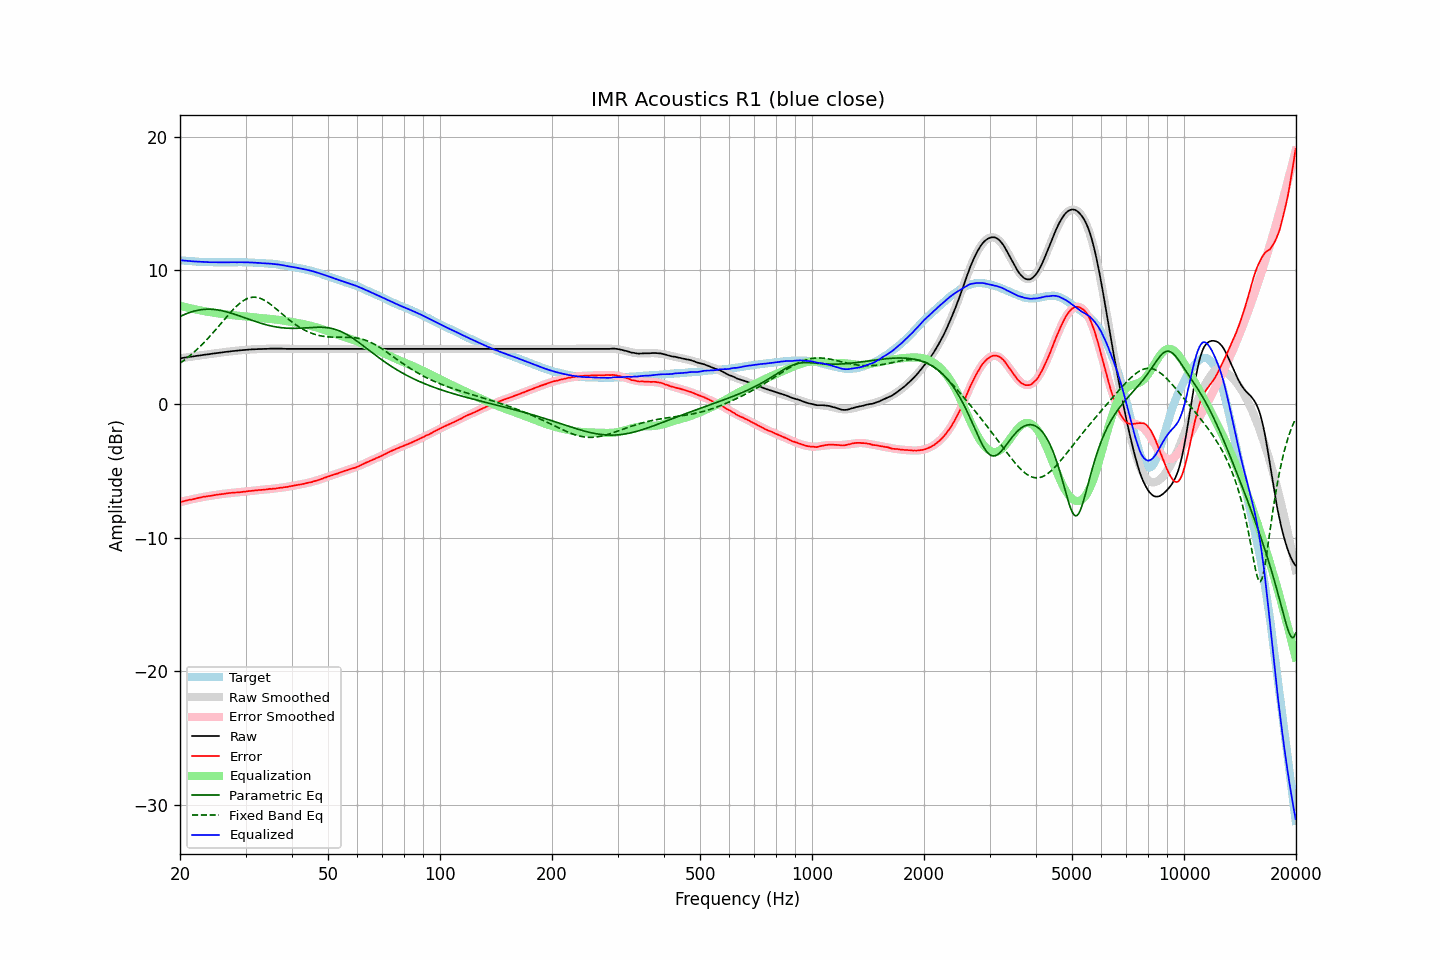 IMR Acoustics R1 (blue close)
Amplitude (dBr)
20
10
0
−10
−20
−30
Target
Raw Smoothed
Error Smoothed
Raw
Error
Equalization
Parametric Eq
Fixed Band Eq
Equalized
20 50 100 200 500 1000 2000 5000 10000 20000
Frequency (Hz)